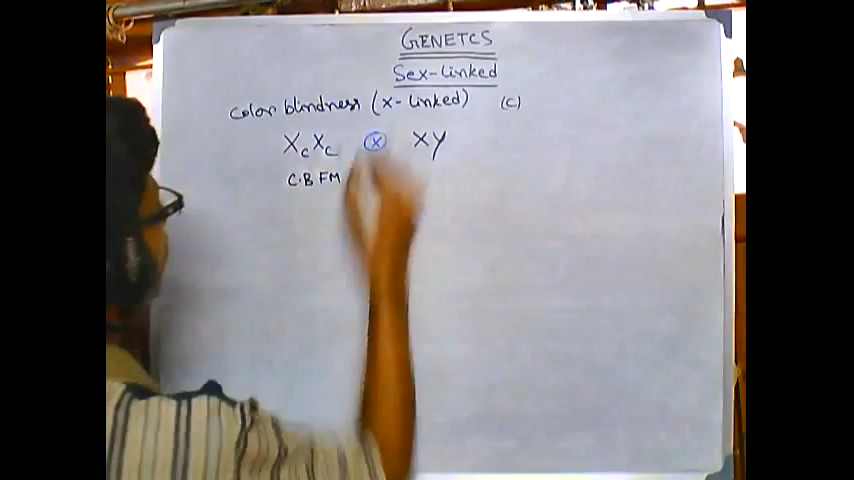 GENETCS
Sex-linked
color blindness (x-linked) (c)
XcXc x XY
C.B FM